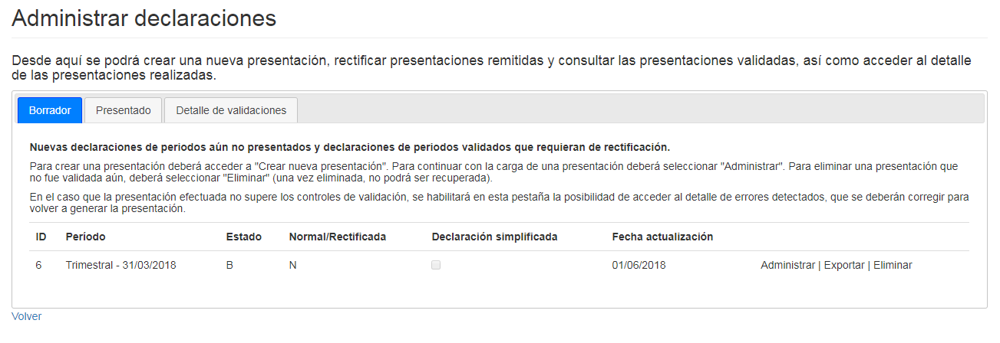 Administrar declaraciones
Desde aquí se podrá crear una nueva presentación, rectificar presentaciones remitidas y consultar las presentaciones validadas, así como acceder al detalle
de las presentaciones realizadas.
Borrador Presentado Detalle de validaciones
Nuevas declaraciones de periodos aún no presentados y declaraciones de periodos validados que requieran de rectificación.
Para crear una presentación deberá acceder a "Crear nueva presentación". Para continuar con la carga de una presentación deberá seleccionar "Administrar". Para eliminar una presentación que
no fue validada aún, deberá seleccionar "Eliminar" (una vez eliminada, no podrá ser recuperada).
En el caso que la presentación efectuada no supere los controles de validación, se habilitará en esta pestaña la posibilidad de acceder al detalle de errores detectados, que se deberán corregir para
volver a generar la presentación.
ID Período Estado Normal/Rectificada Declaración simplificada Fecha actualización
6 Trimestral - 31/03/2018 B N 01/06/2018 Administrar | Exportar | Eliminar
Volver